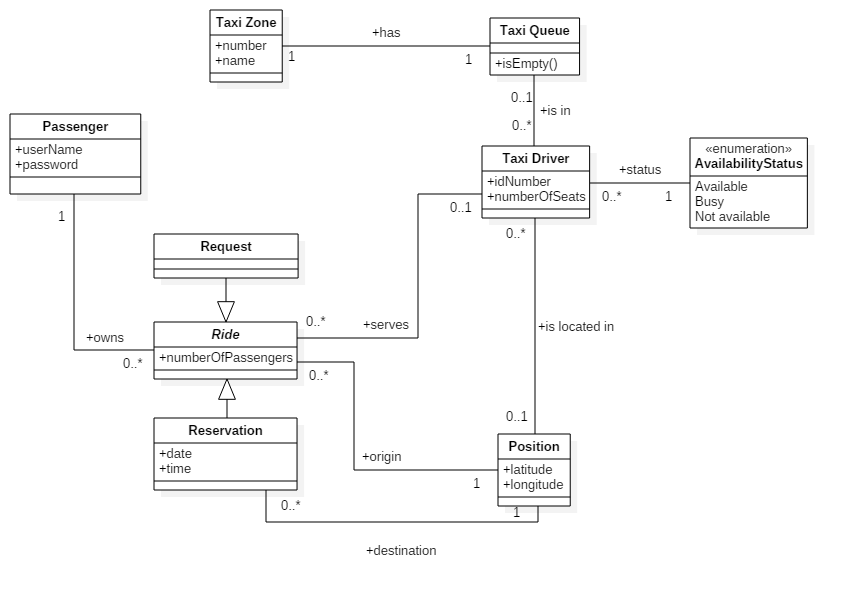 Taxi Zone
+number
+name
+has
1
1
Taxi Queue
+isEmpty()
0..1
+is in
0..*
Passenger
+userName
+password
1
Taxi Driver
+idNumber
+numberOfSeats
+status
0..*
1
«enumeration»
AvailabilityStatus
Available
Busy
Not available
0..1
0..*
Request
0..*
+serves
+is located in
Ride
+numberOfPassengers
+owns
0..*
0..*
0..1
Reservation
+date
+time
+origin
1
Position
+latitude
+longitude
0..*
1
+destination